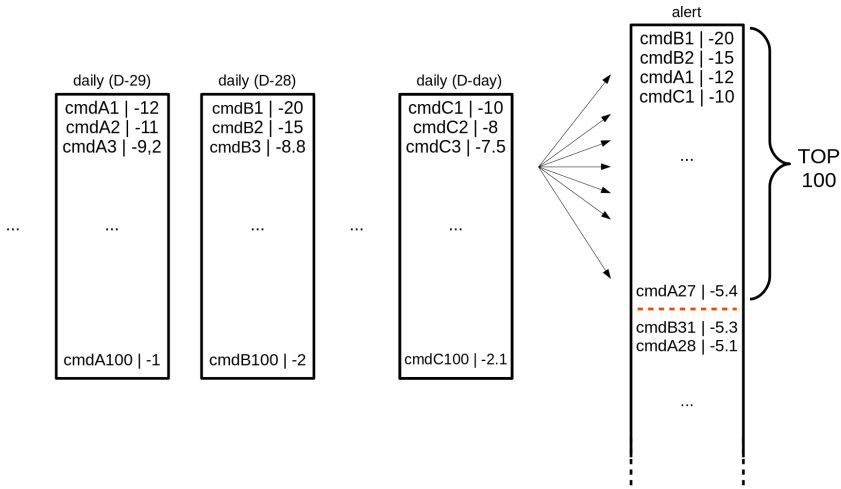 ...
daily (D-29)
cmdA1 | -12
cmdA2 | -11
cmdA3 | -9,2
...
cmdA100 | -1
daily (D-28)
cmdB1 | -20
cmdB2 | -15
cmdB3 | -8.8
...
cmdB100 | -2
...
daily (D-day)
cmdC1 | -10
cmdC2 | -8
cmdC3 | -7.5
...
cmdC100 | -2.1
alert
cmdB1 | -20
cmdB2 | -15
cmdA1 | -12
cmdC1 | -10
...
cmdA27 | -5.4
cmdB31 | -5.3
cmdA28 | -5.1
...
TOP
100